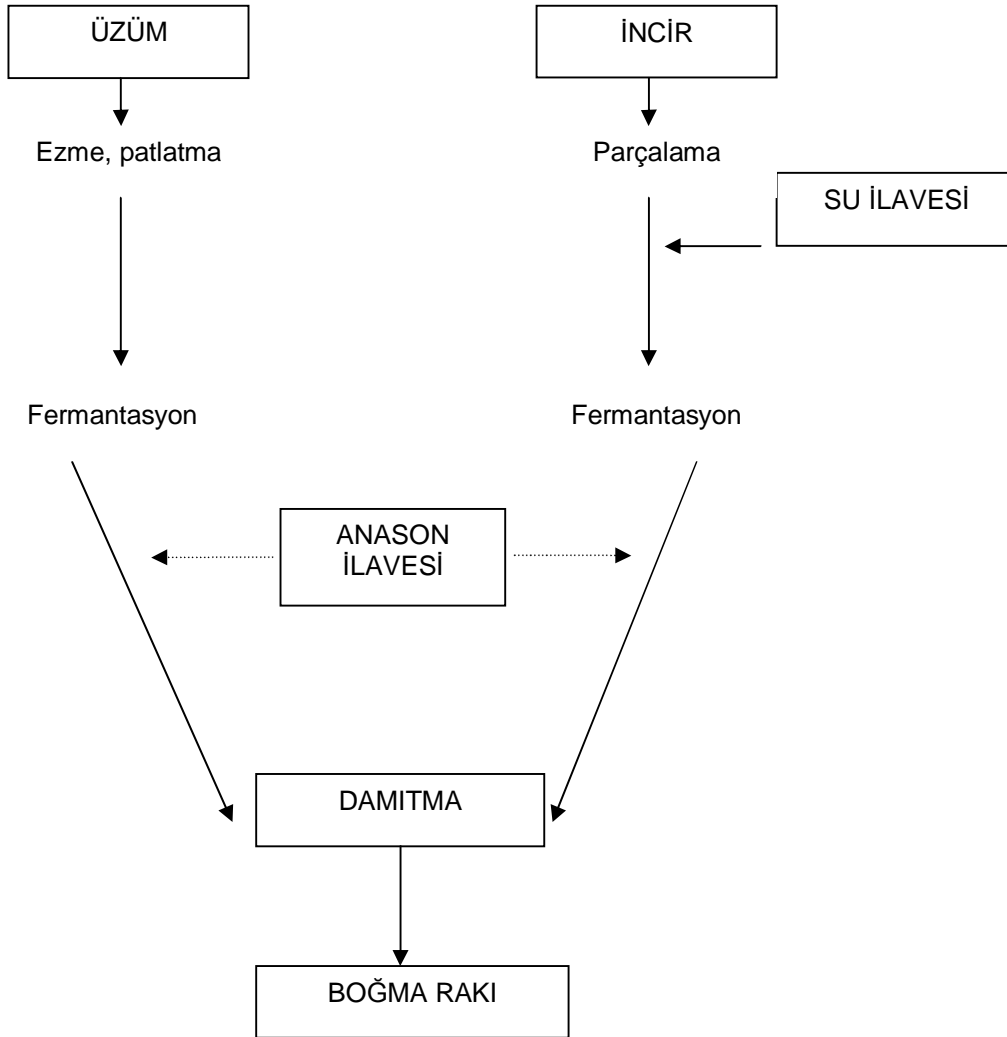 ÜZÜM
İNCİR
Ezme, patlatma
Parçalama
SU İLAVESİ
Fermantasyon
Fermantasyon
ANASON
İLAVESİ
DAMITMA
BOĞMA RAKI